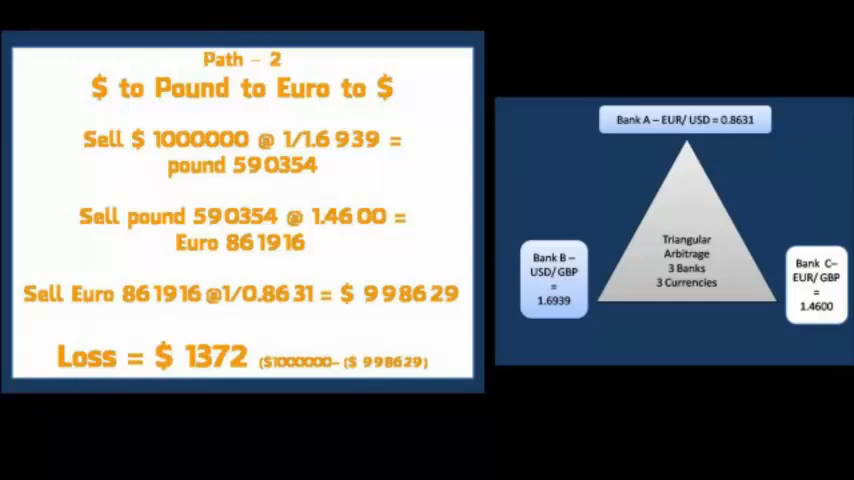 Path - 2
$ to Pound to Euro to $
Sell $ 1000000 @ 1/1.6939 =
pound 590354
Sell pound 590354 @ 1.4600 =
Euro 861916
Sell Euro 861916 @1/0.8631 = $ 998629
Loss = $ 1372 ($1000000- ($ 998629)
Bank A – EUR/ USD = 0.8631
Triangular
Arbitrage
3 Banks
3 Currencies
Bank B –
USD/ GBP
=
1.6939
Bank C–
EUR/ GBP
=
1.4600